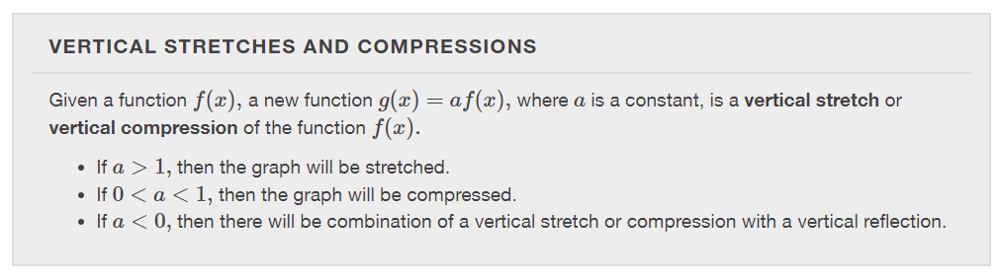 VERTICAL STRETCHES AND COMPRESSIONS
Given a function f(x), a new function g(x) = af(x), where a is a constant, is a vertical stretch or
vertical compression of the function f(x).
• If a > 1, then the graph will be stretched.
• If 0 < a < 1, then the graph will be compressed.
• If a < 0, then there will be combination of a vertical stretch or compression with a vertical reflection.